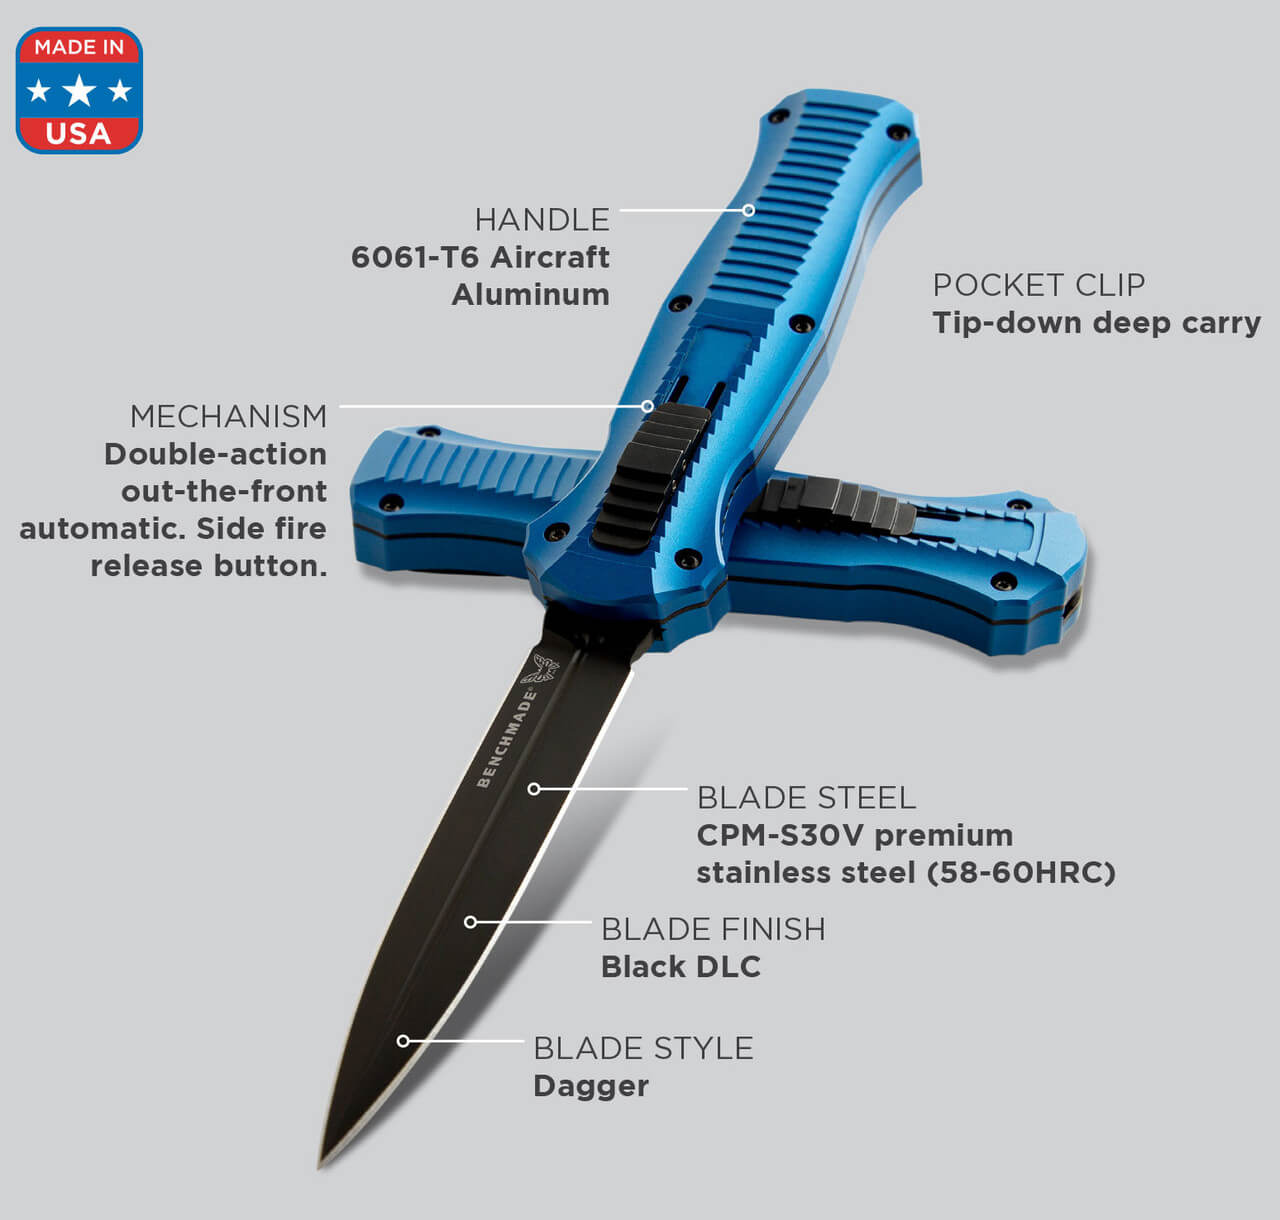 MADE IN
USA
HANDLE
6061-T6 Aircraft
Aluminum
POCKET CLIP
Tip-down deep carry
MECHANISM
Double-action
out-the-front
automatic. Side fire
release button.
BENCHMADE®
BLADE STEEL
CPM-S30V premium
stainless steel (58-60HRC)
BLADE FINISH
Black DLC
BLADE STYLE
Dagger